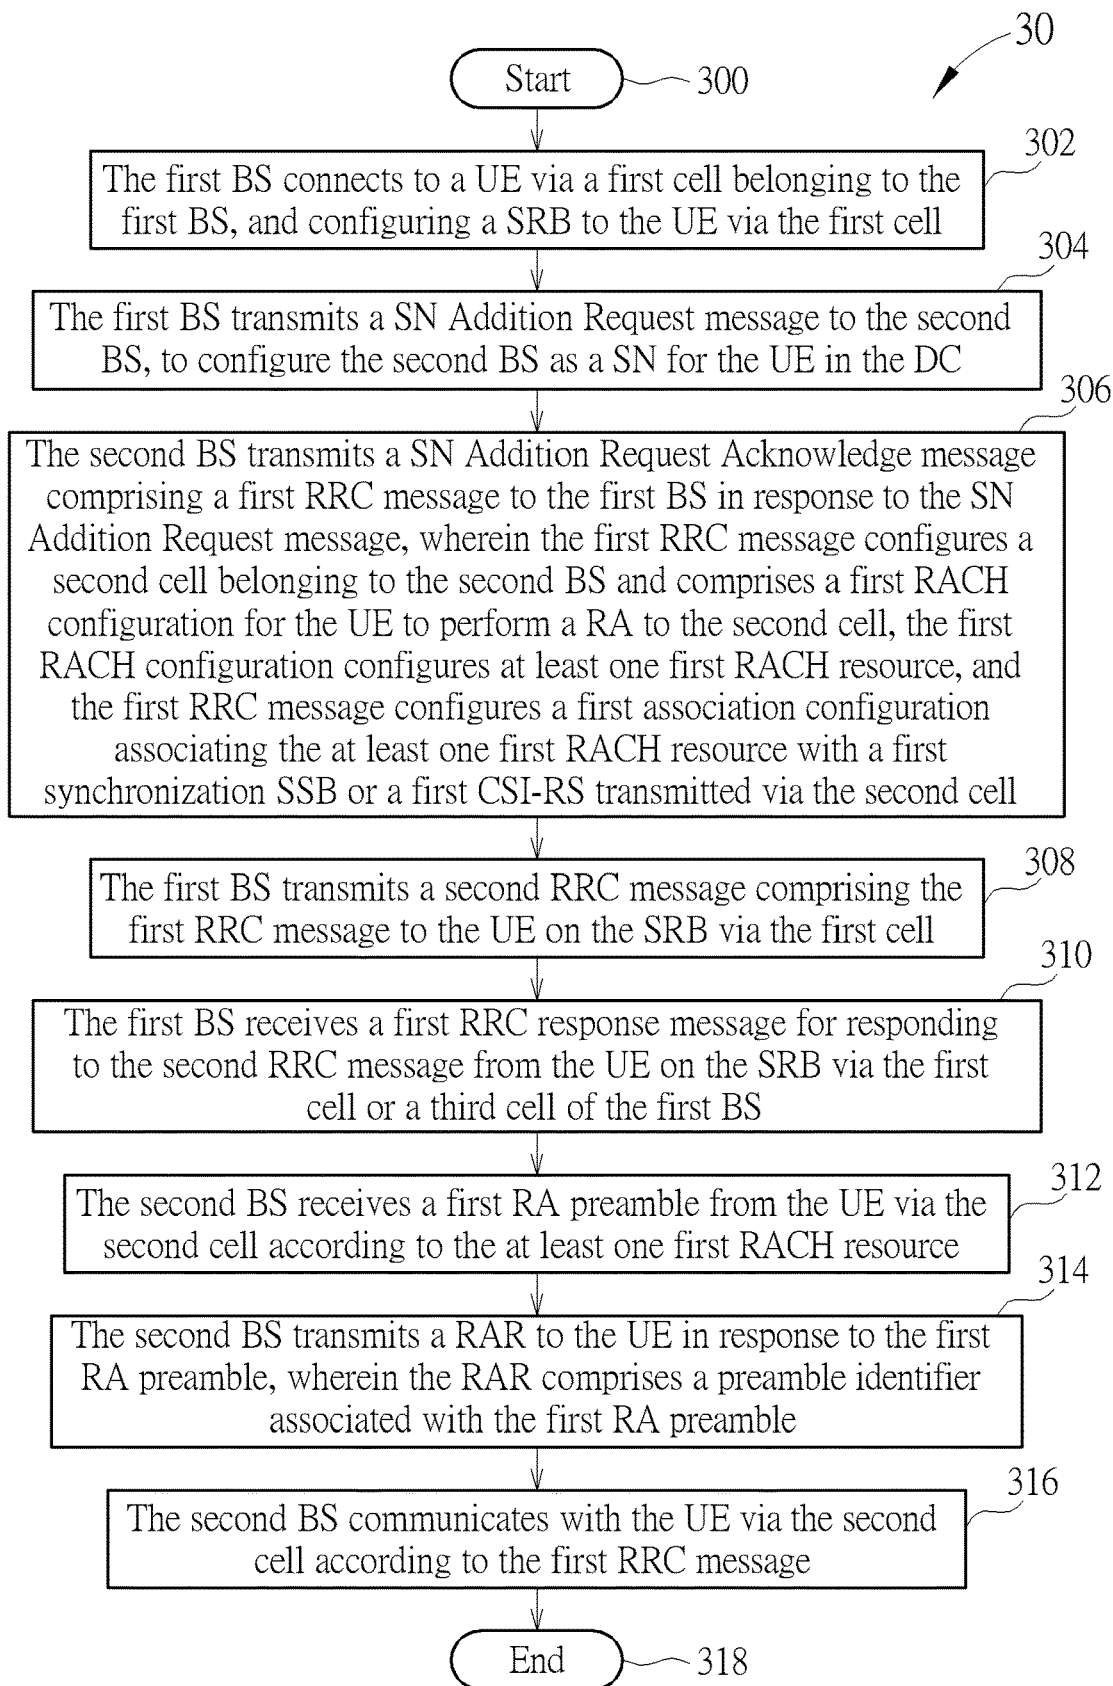 30
Start
300
302
The first BS connects to a UE via a first cell belonging to the
first BS, and configuring a SRB to the UE via the first cell
304
The first BS transmits a SN Addition Request message to the second
BS, to configure the second BS as a SN for the UE in the DC
306
The second BS transmits a SN Addition Request Acknowledge message
comprising a first RRC message to the first BS in response to the SN
Addition Request message, wherein the first RRC message configures a
second cell belonging to the second BS and comprises a first RACH
configuration for the UE to perform a RA to the second cell, the first
RACH configuration configures at least one first RACH resource, and
the first RRC message configures a first association configuration
associating the at least one first RACH resource with a first
synchronization SSB or a first CSI-RS transmitted via the second cell
308
The first BS transmits a second RRC message comprising the
first RRC message to the UE on the SRB via the first cell
310
The first BS receives a first RRC response message for responding
to the second RRC message from the UE on the SRB via the first
cell or a third cell of the first BS
312
The second BS receives a first RA preamble from the UE via the
second cell according to the at least one first RACH resource
314
The second BS transmits a RAR to the UE in response to the first
RA preamble, wherein the RAR comprises a preamble identifier
associated with the first RA preamble
316
The second BS communicates with the UE via the second
cell according to the first RRC message
End
318